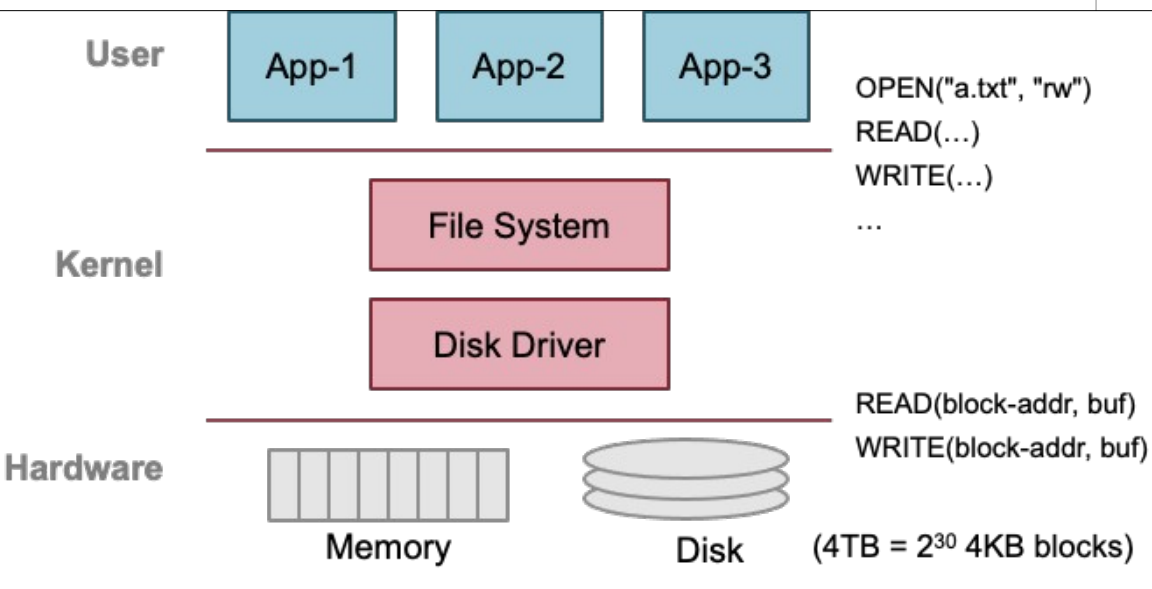 User
App-1
App-2
App-3
OPEN("a.txt", "rw")
READ(…)
WRITE(…)
…
Kernel
File System
Disk Driver
READ(block-addr, buf)
WRITE(block-addr, buf)
Hardware
Memory
Disk
(4TB = 2³⁰ 4KB blocks)